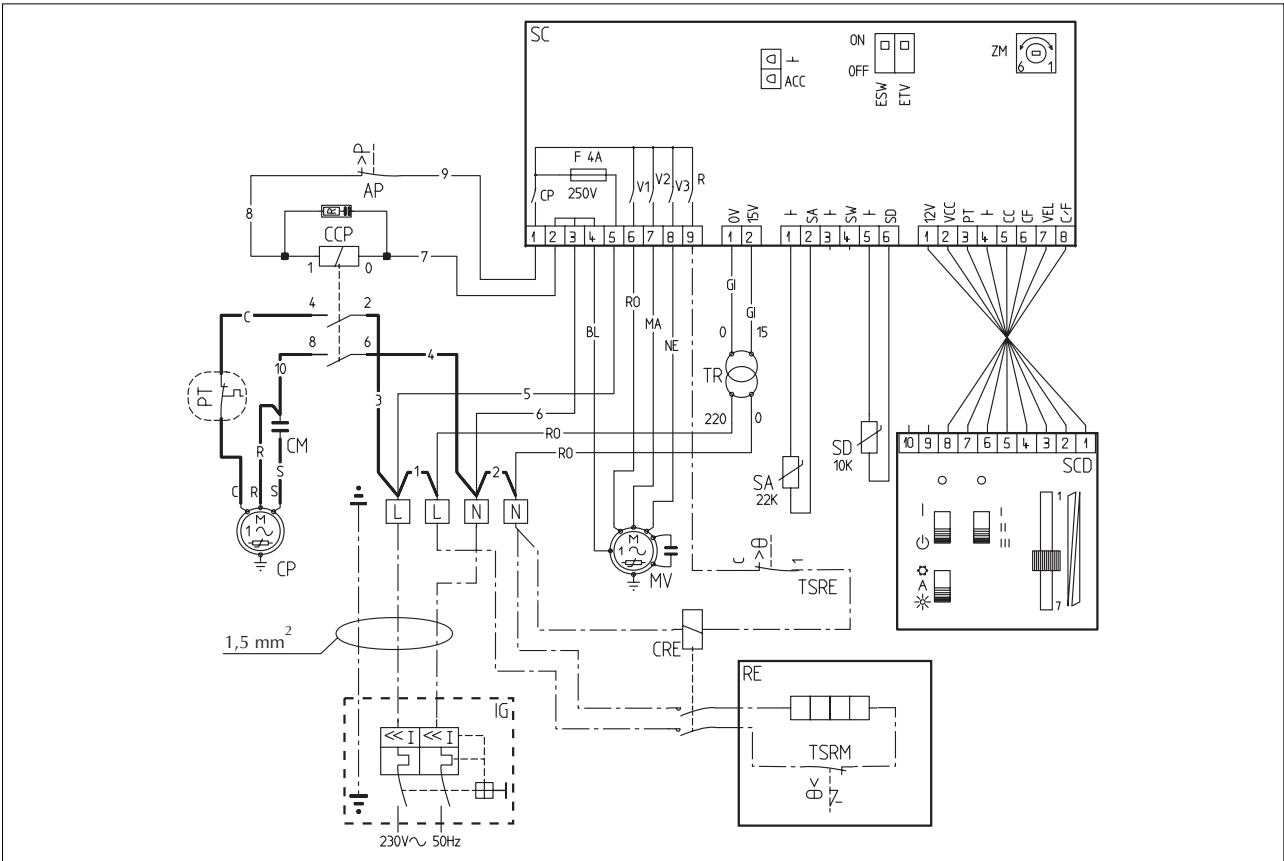 SC
ON
OFF
ESW
ETV
ZM
6 1
⊢
ACC
F 4A
250V
CP
V1
V2
V3
R
1 2 3 4 5 6 7 8 9
0V
15V
1 2
⊢
SA
⊢
SW
⊢
SD
1 2 3 4 5 6
12V
VCC
PT
⊢
CC
CF
VEL
C/F
1 2 3 4 5 6 7 8
>P
AP
9
8
R
CCP
1 0
7
4 2
C
8 6
4
10
3
PT
CM
R
S
C R S
M
1 ~
CP
5
6
RO
RO
BL
RO
MA
NE
GI
GI
0 15
TR
220 0
SA
22K
SD
10K
1
2
L L N N
M
1 ~
MV
C
>θ
1
TSRE
CRE
10 9 8 7 6 5 4 3 2 1
SCD
I
I
II
III
A
1
7
1,5 mm²
IG
<< I << I
230V~ 50Hz
RE
TSRM
θ>